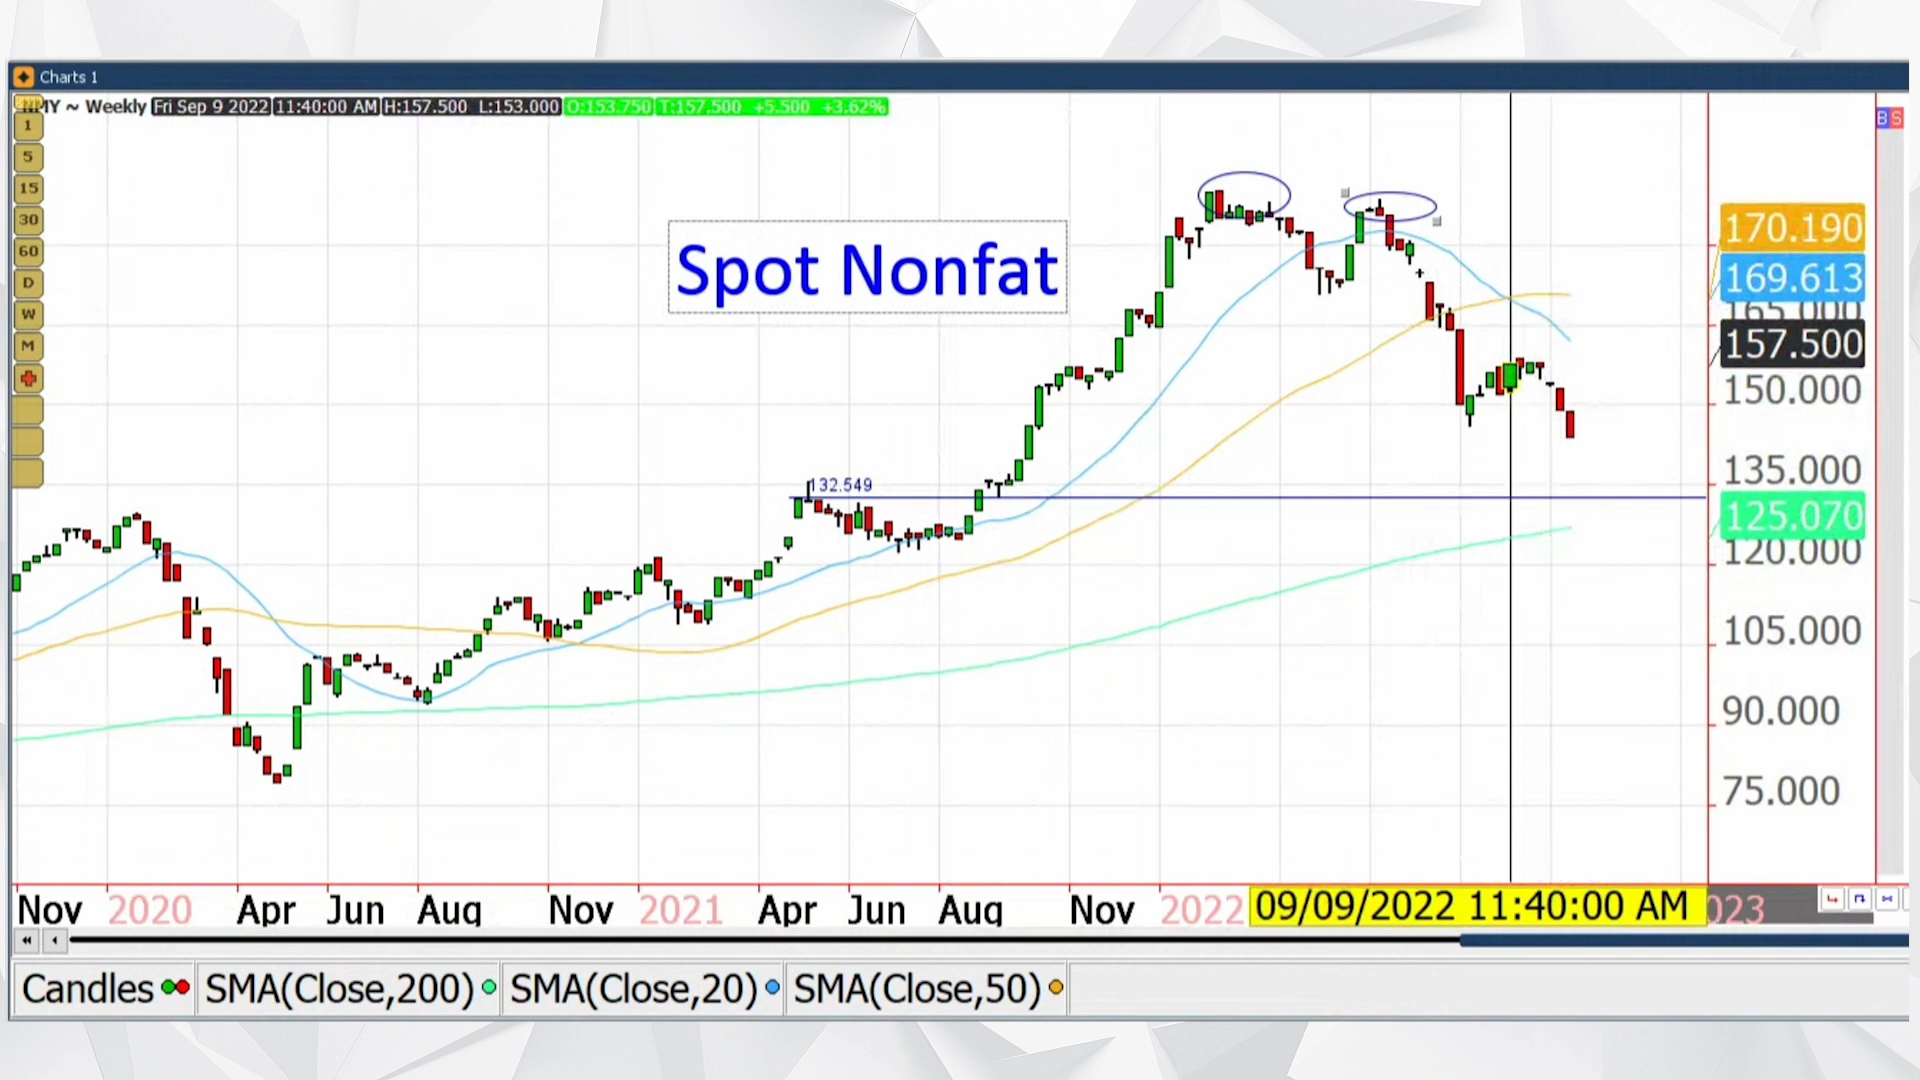 Charts 1
MY ~ Weekly Fri Sep 9 2022 11:40:00 AM H:157.500 L:153.000 O:153.750 T:157.500 +5.500 +3.62%
1
5
15
30
60
D
W
M
B S
Spot Nonfat
132.549
170.190
169.613
165.000
157.500
150.000
135.000
125.070
120.000
105.000
90.000
75.000
Nov 2020 Apr Jun Aug Nov 2021 Apr Jun Aug Nov 2022 09/09/2022 11:40:00 AM 023
Candles SMA(Close,200) SMA(Close,20) SMA(Close,50)